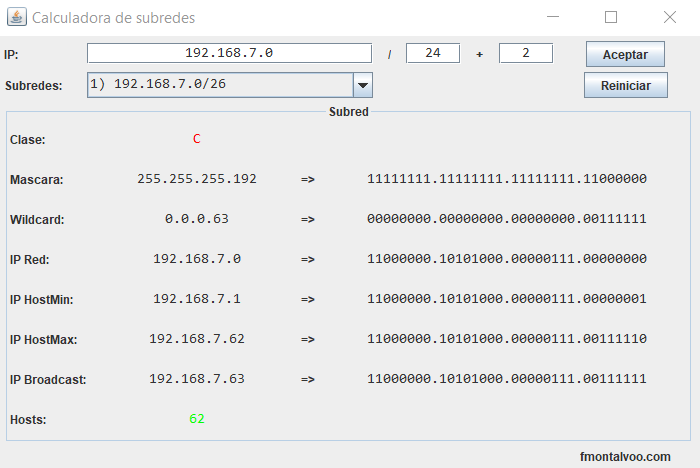 Calculadora de subredes
IP: 192.168.7.0 / 24 + 2 Aceptar
Subredes: 1) 192.168.7.0/26 Reiniciar
Subred
Clase: C
Mascara: 255.255.255.192 => 11111111.11111111.11111111.11000000
Wildcard: 0.0.0.63 => 00000000.00000000.00000000.00111111
IP Red: 192.168.7.0 => 11000000.10101000.00000111.00000000
IP HostMin: 192.168.7.1 => 11000000.10101000.00000111.00000001
IP HostMax: 192.168.7.62 => 11000000.10101000.00000111.00111110
IP Broadcast: 192.168.7.63 => 11000000.10101000.00000111.00111111
Hosts: 62
fmontalvoo.com